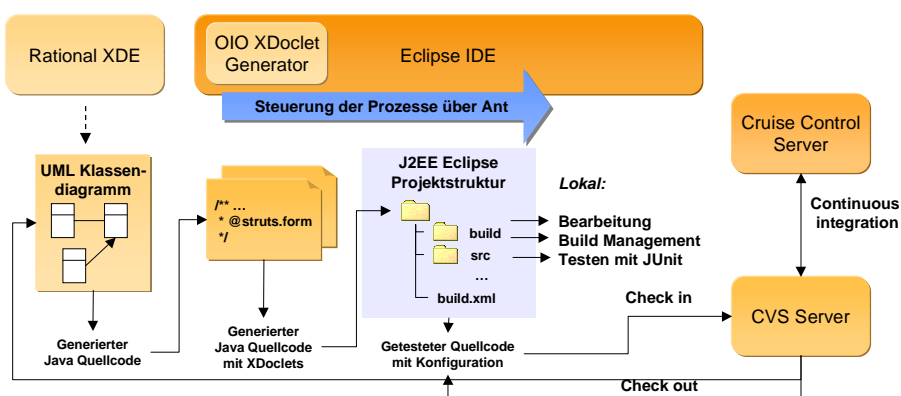 Rational XDE
OIO XDoclet
Generator
Eclipse IDE
Steuerung der Prozesse über Ant
Cruise Control
Server
UML Klassen-
diagramm
/** ...
* @struts.form
*/
J2EE Eclipse
Projektstruktur
build
src
...
build.xml
Lokal:
Bearbeitung
Build Management
Testen mit JUnit
Continuous
integration
Generierter
Java Quellcode
Generierter
Java Quellcode
mit XDoclets
Getesteter Quellcode
mit Konfiguration
Check in
CVS Server
Check out